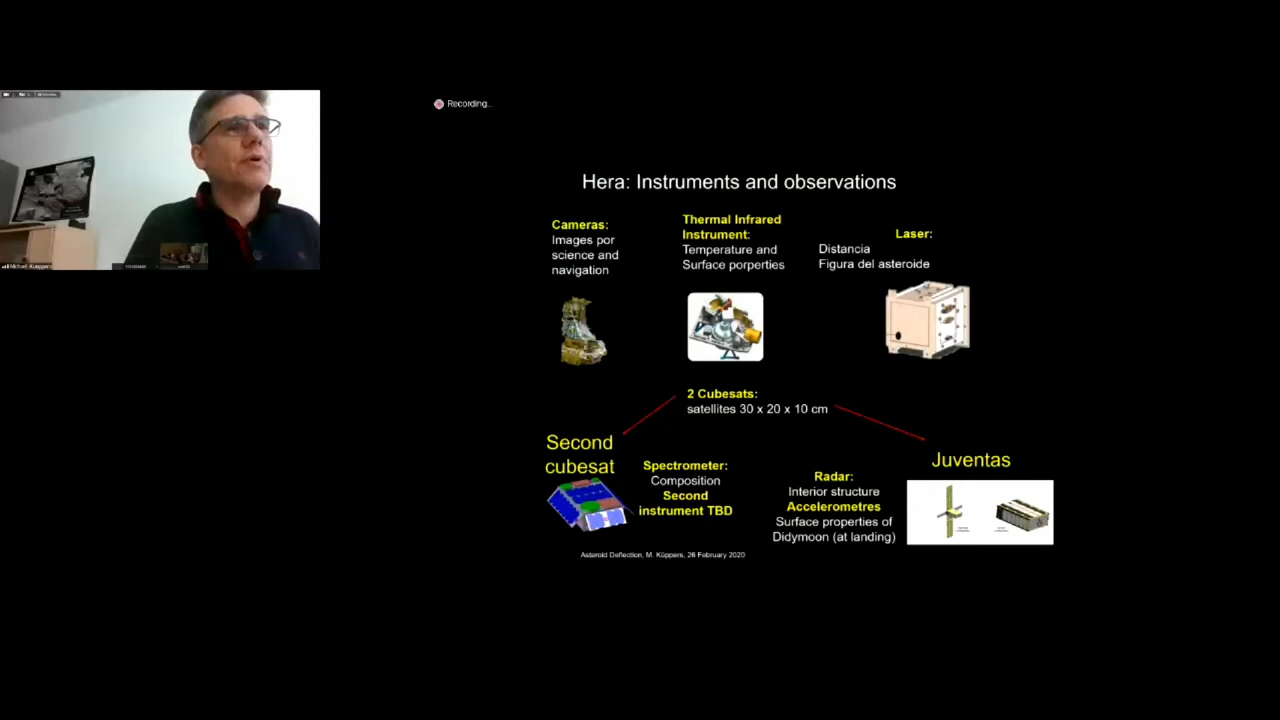 Recording...
Michael Kueppers
Hera: Instruments and observations
Cameras:
Images por
science and
navigation
Thermal Infrared
Instrument:
Temperature and
Surface porperties
Laser:
Distancia
Figura del asteroide
2 Cubesats:
satellites 30 x 20 x 10 cm
Second
cubesat
Spectrometer:
Composition
Second
instrument TBD
Radar:
Interior structure
Accelerometres
Surface properties of
Didymoon (at landing)
Juventas
Asteroid Deflection, M. Küppers, 26 February 2020